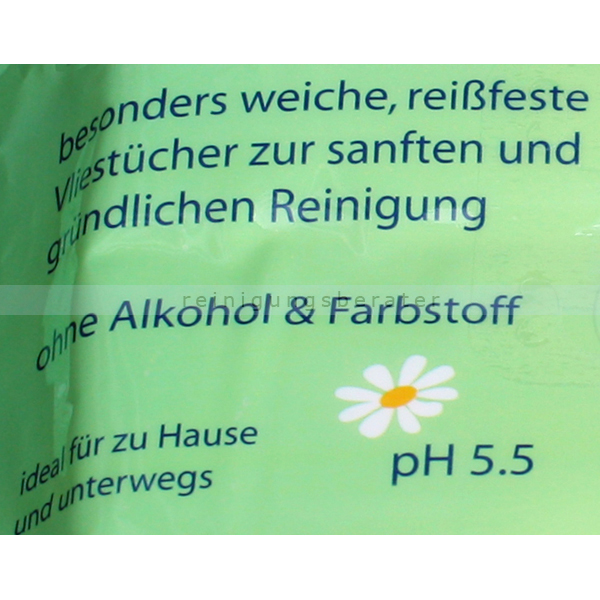 besonders weiche, reißfeste
Vliestücher zur sanften und
gründlichen Reinigung
reinigungsberater
ohne Alkohol & Farbstoff
ideal für zu Hause
und unterwegs
pH 5.5